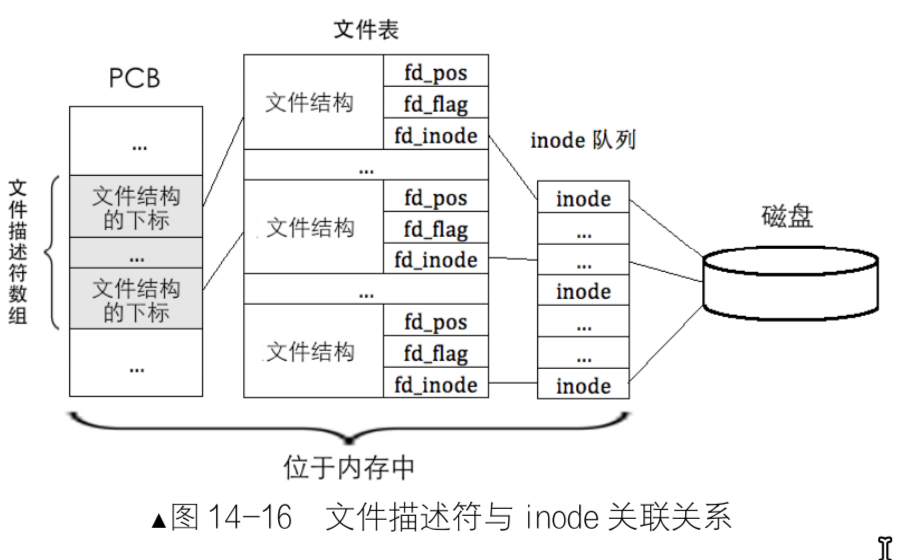 文件表
PCB
...
文件描述符数组
文件结构
的下标
...
文件结构
的下标
...
文件结构
fd_pos
fd_flag
fd_inode
...
文件结构
fd_pos
fd_flag
fd_inode
...
文件结构
fd_pos
fd_flag
fd_inode
inode 队列
inode
...
...
inode
...
...
inode
磁盘
位于内存中
▲图 14-16 文件描述符与 inode 关联关系